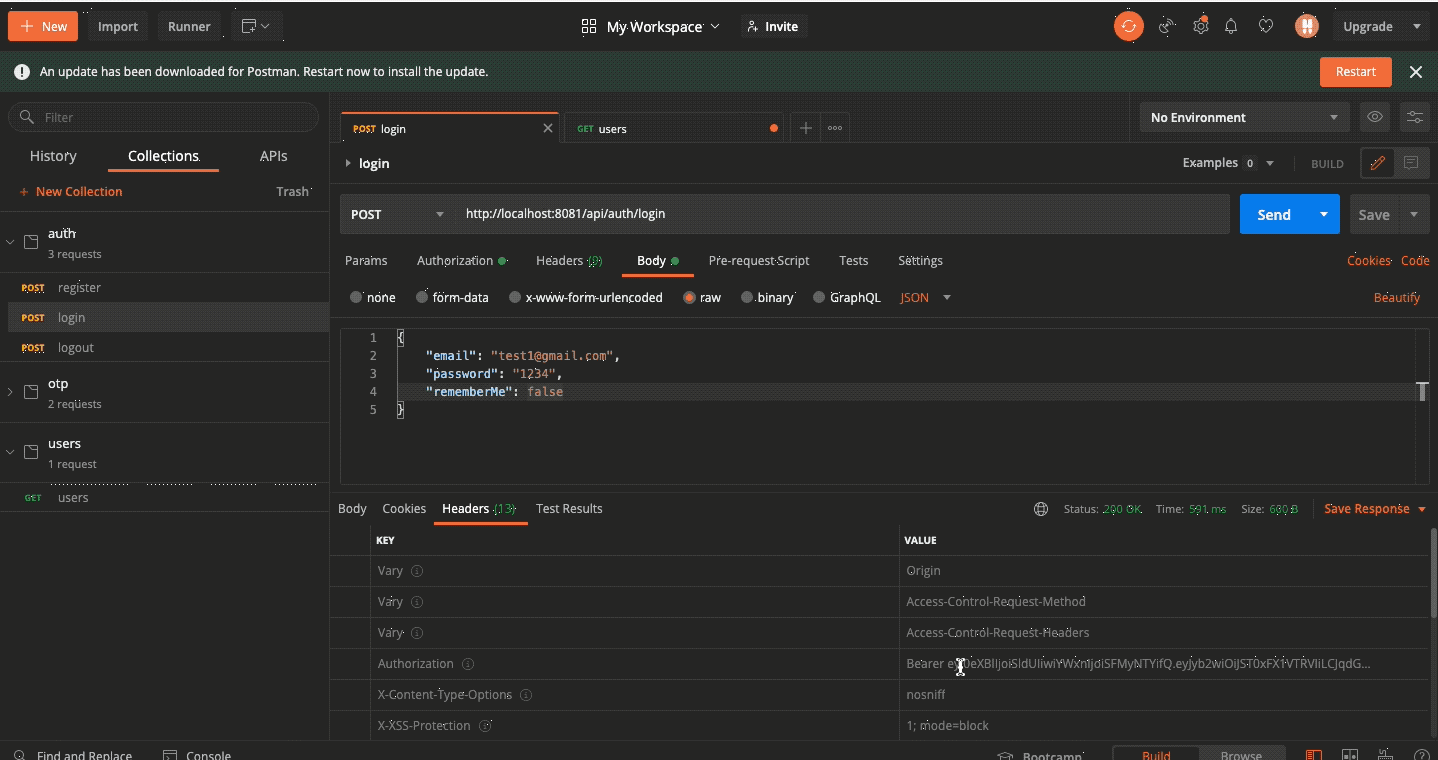 + New Import Runner My Workspace Invite Upgrade
An update has been downloaded for Postman. Restart now to install the update. Restart
Filter
History Collections APIs
+ New Collection Trash
auth
3 requests
POST register
POST login
POST logout
otp
2 requests
users
1 request
GET users
POST login GET users No Environment
login Examples 0 BUILD
POST http://localhost:8081/api/auth/login Send Save
Params Authorization Headers (9) Body Pre-request Script Tests Settings Cookies Code
none form-data x-www-form-urlencoded raw binary GraphQL JSON Beautify
1 {
2 "email": "test1@gmail.com",
3 "password": "1234",
4 "rememberMe": false
5 }
Body Cookies Headers (13) Test Results Status: 200 OK Time: 591 ms Size: Save Response
KEY VALUE
Vary Origin
Vary Access-Control-Request-Method
Vary Access-Control-Request-Headers
Authorization Bearer
X-Content-Type-Options nosniff
X-XSS-Protection 1; mode=block
Find and Replace Console Bootcamp Build Browse